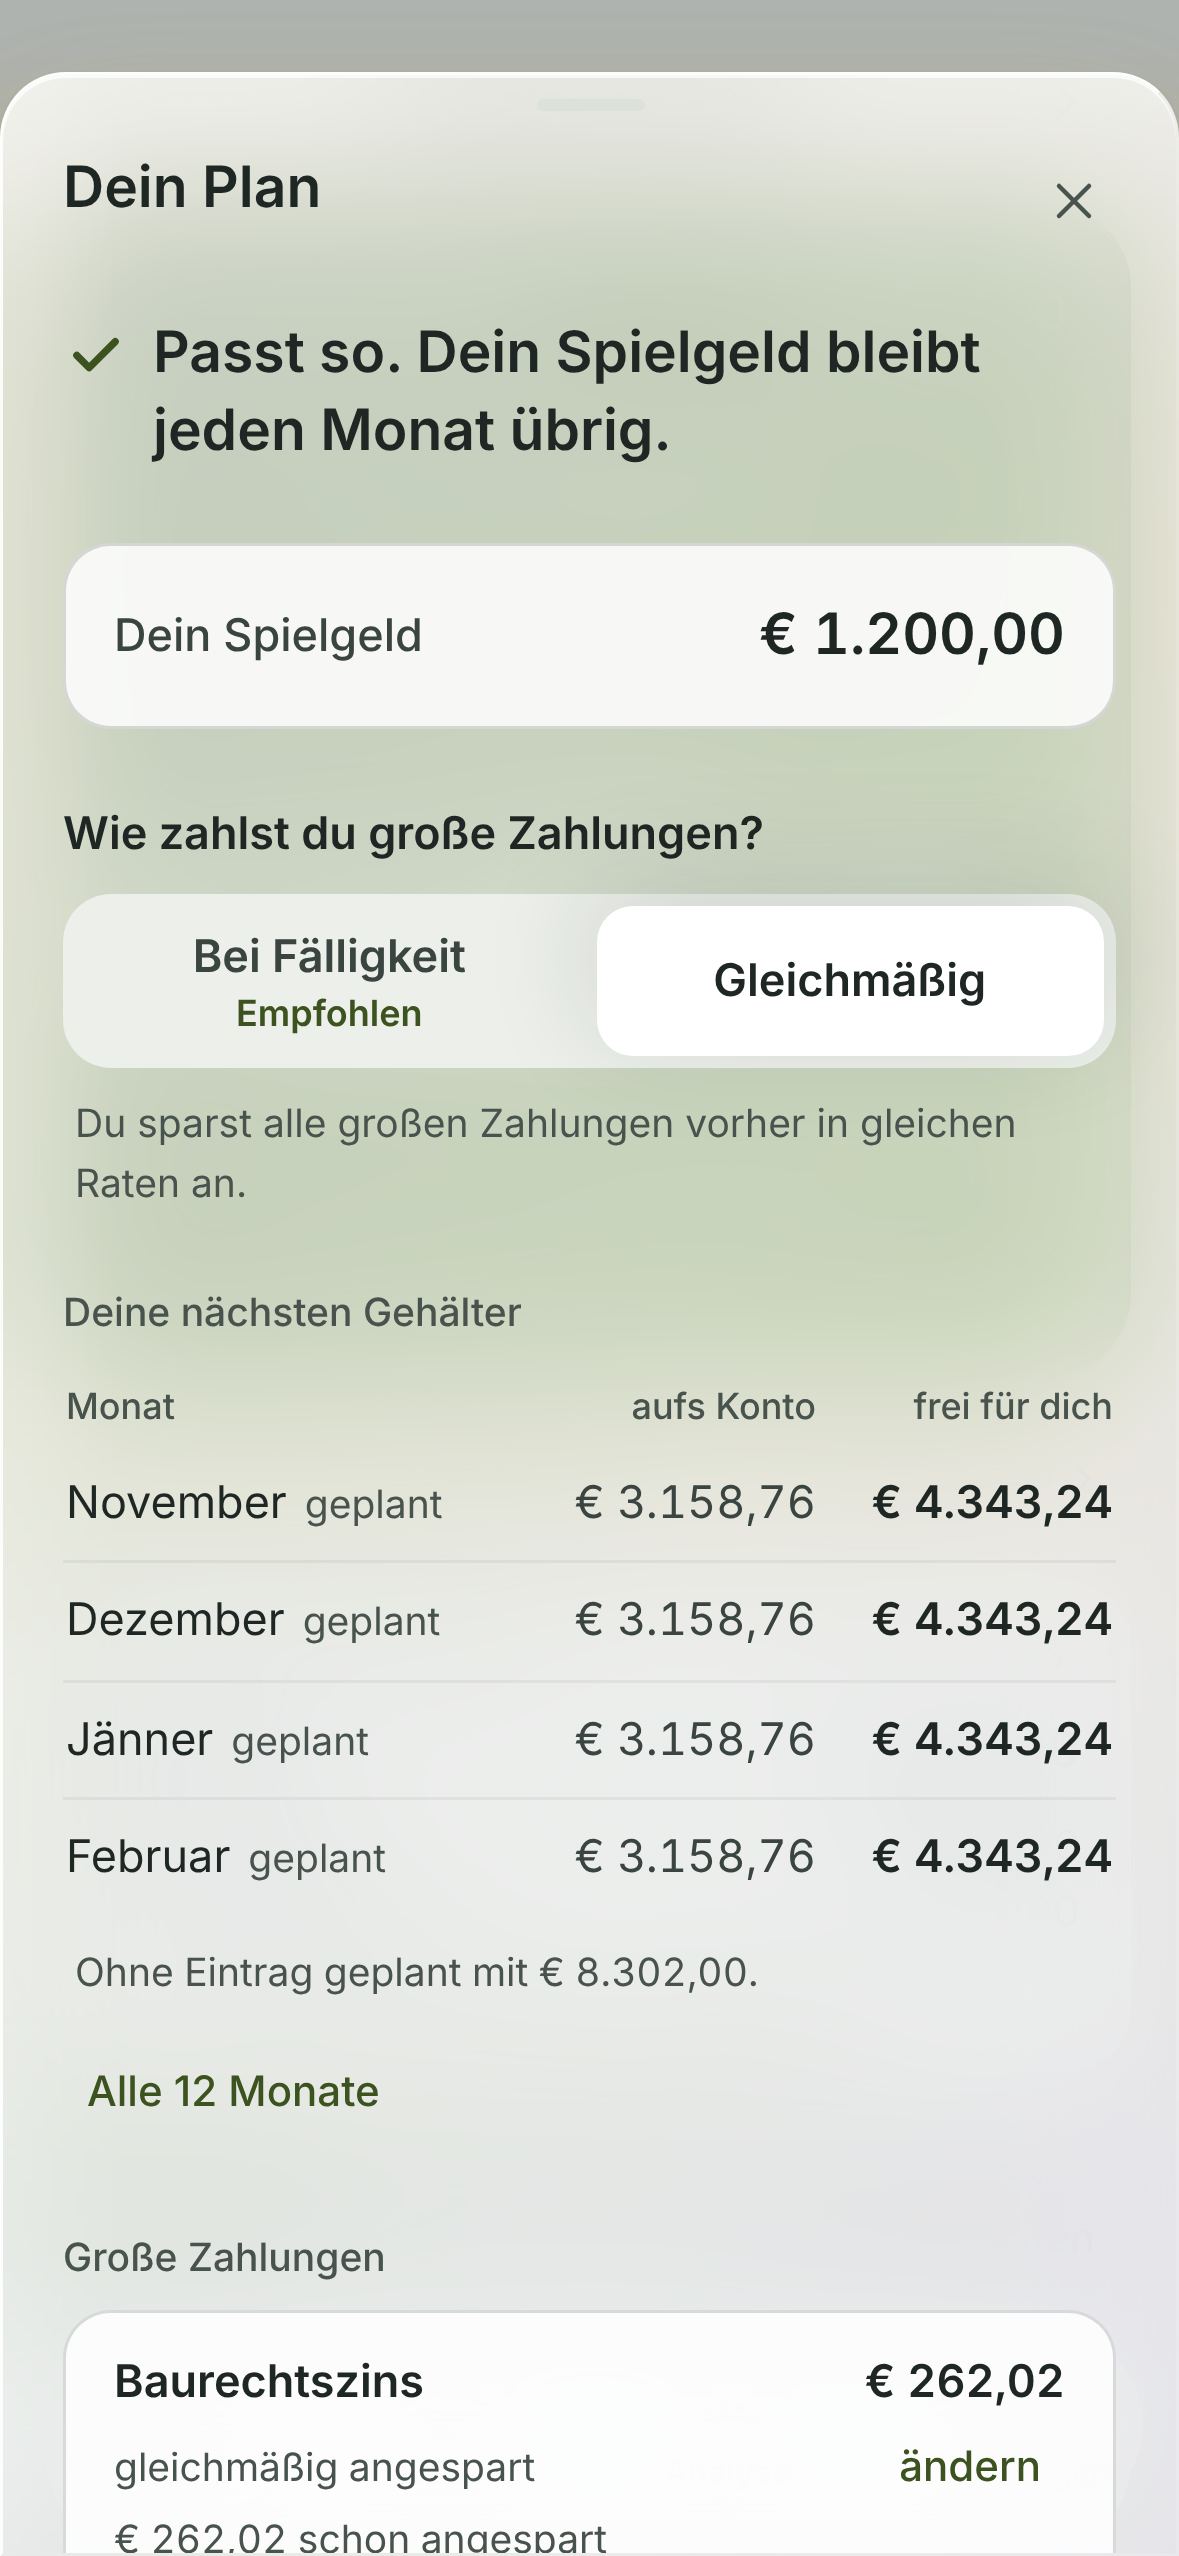 Dein Plan
Passt so. Dein Spielgeld bleibt
jeden Monat übrig.
Dein Spielgeld € 1.200,00
Wie zahlst du große Zahlungen?
Bei Fälligkeit
Empfohlen
Gleichmäßig
Du sparst alle großen Zahlungen vorher in gleichen
Raten an.
Deine nächsten Gehälter
Monat aufs Konto frei für dich
November geplant € 3.158,76 € 4.343,24
Dezember geplant € 3.158,76 € 4.343,24
Jänner geplant € 3.158,76 € 4.343,24
Februar geplant € 3.158,76 € 4.343,24
Ohne Eintrag geplant mit € 8.302,00.
Alle 12 Monate
Große Zahlungen
Baurechtszins € 262,02
gleichmäßig angespart ändern
€ 262,02 schon angespart